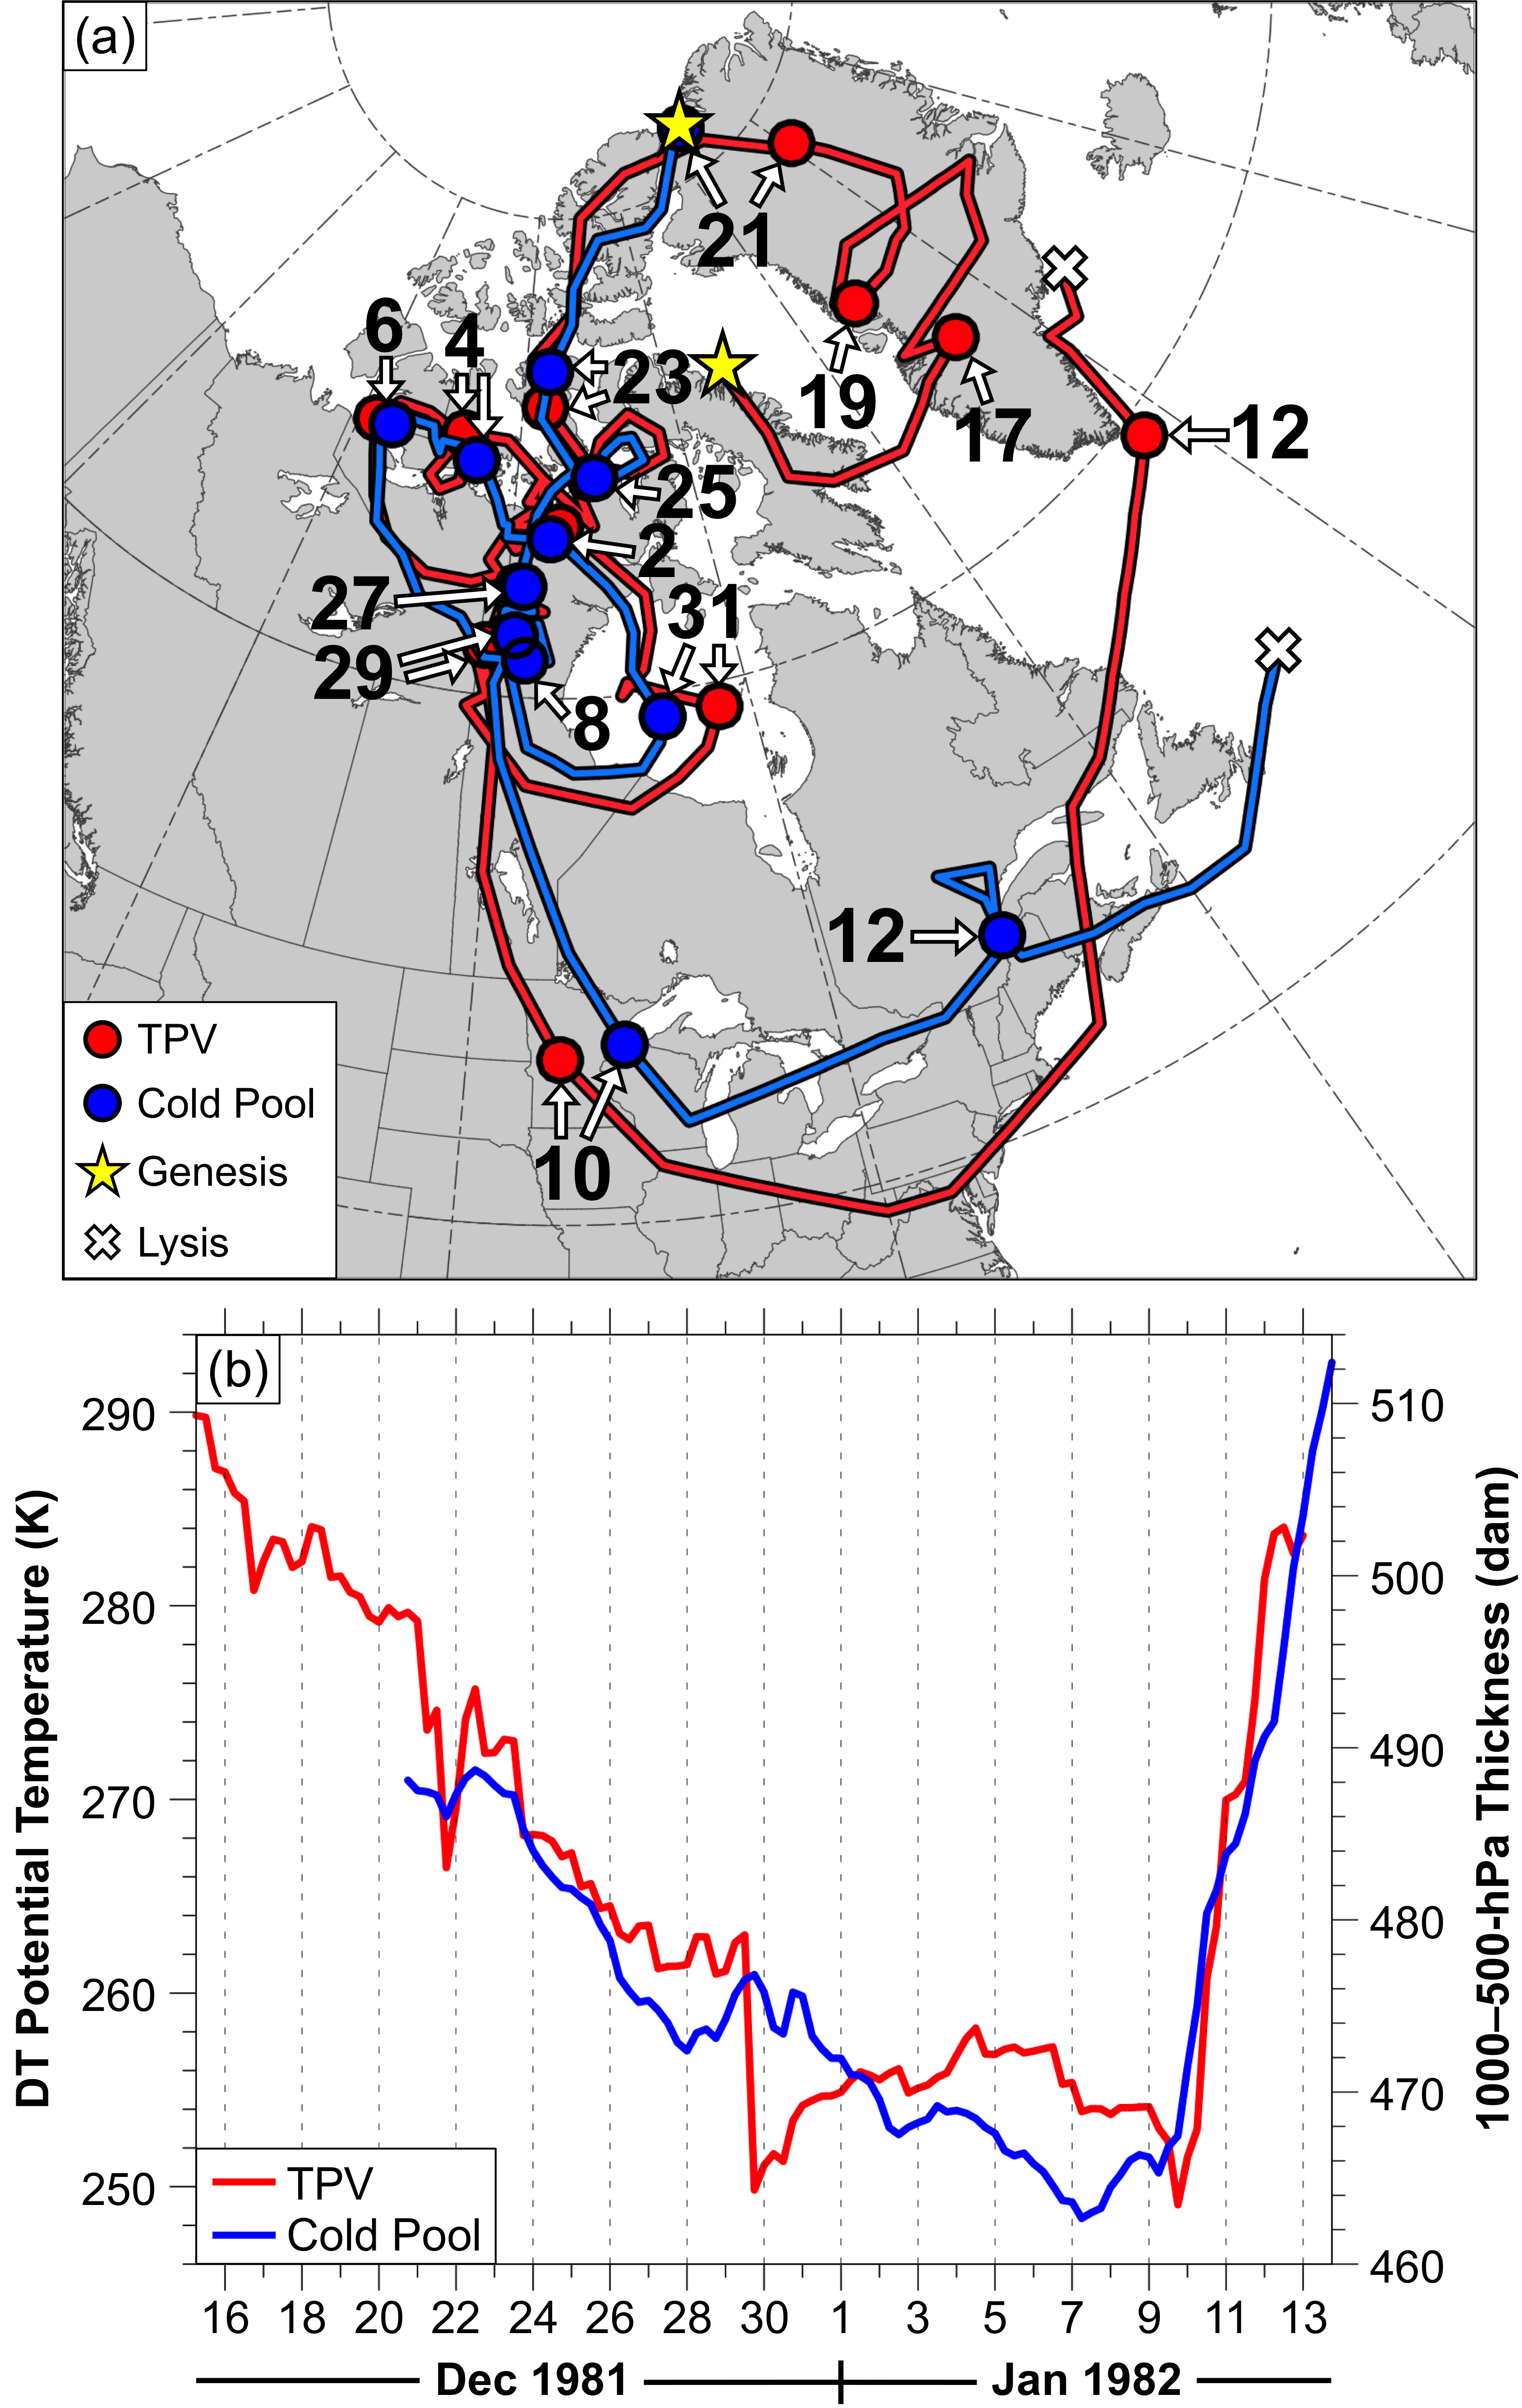 (a)
21
6
4
23
19
17
12
25
2
27
31
29
8
12
10
TPV
Cold Pool
Genesis
Lysis
(b)
290
280
270
260
250
DT Potential Temperature (K)
510
500
490
480
470
460
1000–500-hPa Thickness (dam)
TPV
Cold Pool
16 18 20 22 24 26 28 30 1 3 5 7 9 11 13
Dec 1981 Jan 1982